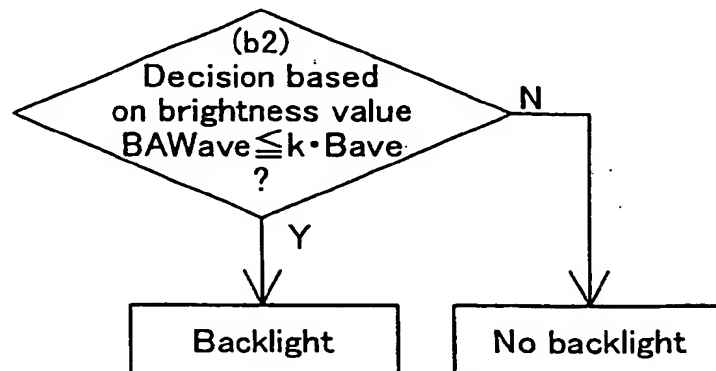 (b2)
Decision based
on brightness value
BAWave≦k・Bave
?
N
Y
Backlight
No backlight